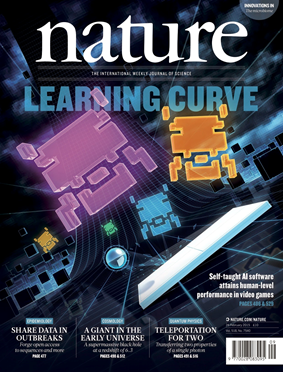 INNOVATIONS IN
The microbiome
nature
THE INTERNATIONAL WEEKLY JOURNAL OF SCIENCE
LEARNING CURVE
Self-taught AI software
attains human-level
performance in video games
PAGES 486 & 529
EPIDEMIOLOGY
SHARE DATA IN
OUTBREAKS
Forge open access
to sequences and more
PAGE 477
COSMOLOGY
A GIANT IN THE
EARLY UNIVERSE
A supermassive black hole
at a redshift of 6.3
PAGES 490 & 512
QUANTUM PHYSICS
TELEPORTATION
FOR TWO
Transferring two properties
of a single photon
PAGES 491 & 516
NATURE.COM/NATURE
26 February 2015 £10
Vol. 518, No. 7540